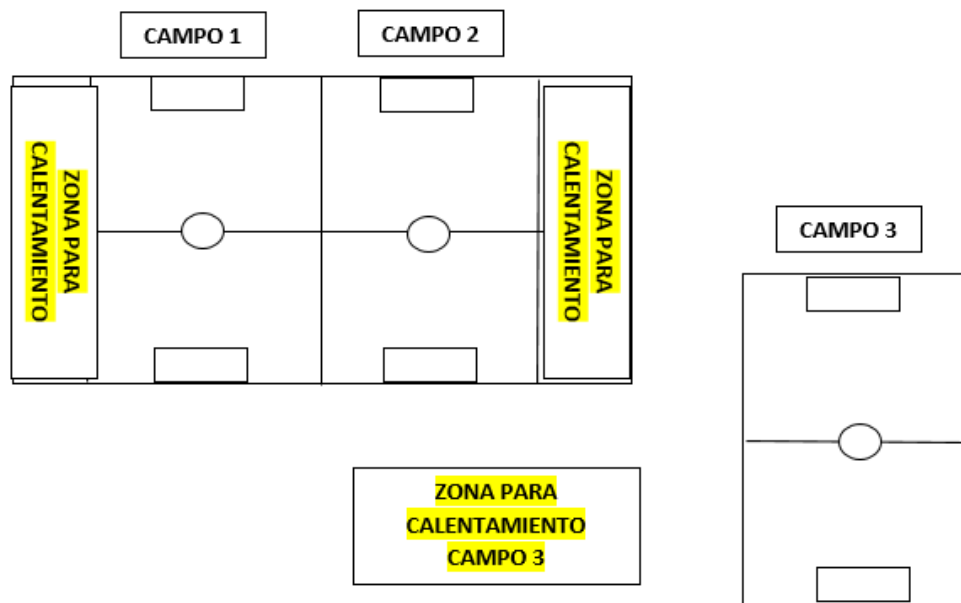 CAMPO 1
CAMPO 2
ZONA PARA
CALENTAMIENTO
ZONA PARA
CALENTAMIENTO
CAMPO 3
ZONA PARA
CALENTAMIENTO
CAMPO 3